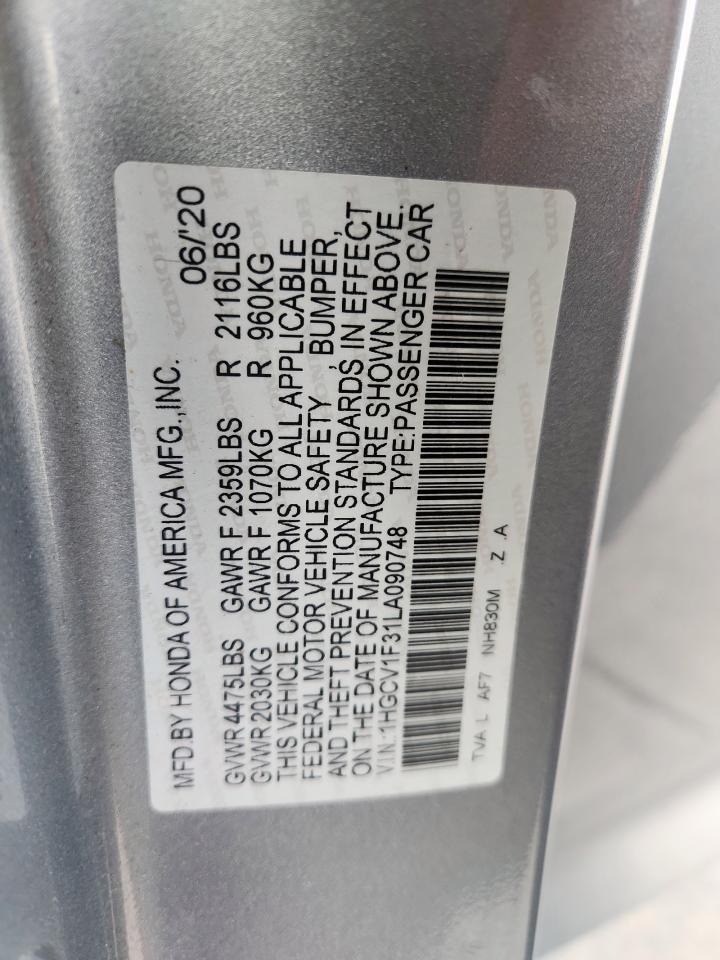 MFD.BY HONDA OF AMERICA MFG.,INC. 06/'20
GVWR 4475LBS GAWR F 2359LBS R 2116LBS
GVWR 2030KG GAWR F 1070KG R 960KG
THIS VEHICLE CONFORMS TO ALL APPLICABLE
FEDERAL MOTOR VEHICLE SAFETY, BUMPER,
AND THEFT PREVENTION STANDARDS IN EFFECT
ON THE DATE OF MANUFACTURE SHOWN ABOVE.
V.I.N.:1HGCV1F31LA090748 TYPE:PASSENGER CAR
TVA L AF7 NH830M .Z .A
HONDA